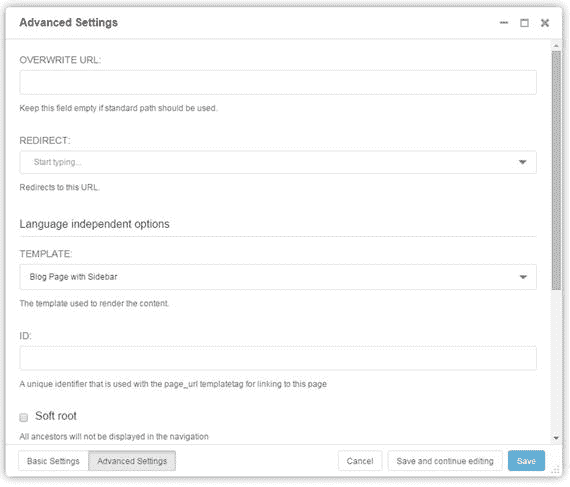 Advanced Settings
OVERWRITE URL:
Keep this field empty if standard path should be used.
REDIRECT:
Start typing...
Redirects to this URL.
Language independent options
TEMPLATE:
Blog Page with Sidebar
The template used to render the content.
ID:
A unique identifier that is used with the page_url templatetag for linking to this page
Soft root
All ancestors will not be displayed in the navigation
Basic Settings Advanced Settings Cancel Save and continue editing Save